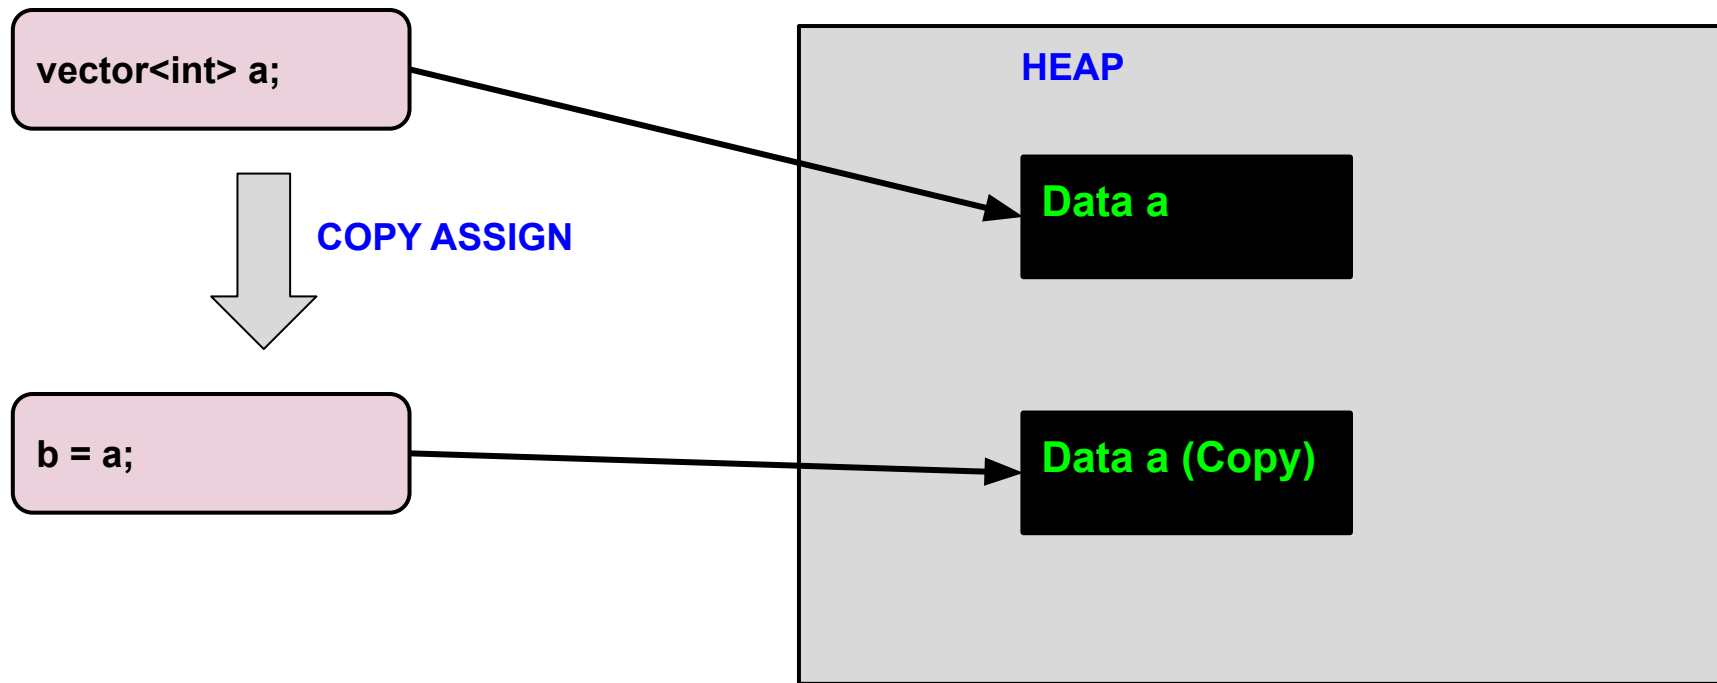 vector<int> a;
HEAP
Data a
COPY ASSIGN
b = a;
Data a (Copy)